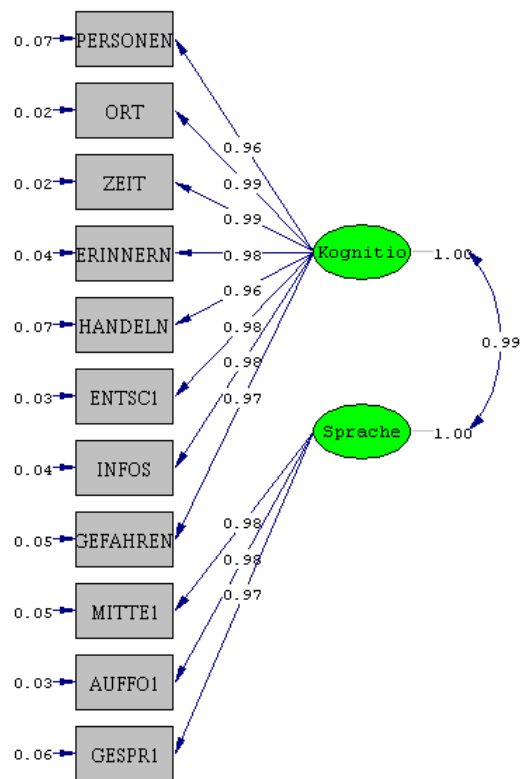 0.07 PERSONEN
0.96
0.02 ORT
0.99
0.02 ZEIT
0.99
0.04 ERINNERN 0.98 Kognitio 1.00
0.96
0.07 HANDELN
0.98
0.99
0.98
0.03 ENTSC1
0.97
Sprache 1.00
0.04 INFOS
0.98
0.05 GEFAHREN
0.98
0.97
0.05 MITTE1
0.03 AUFFO1
0.06 GESPR1